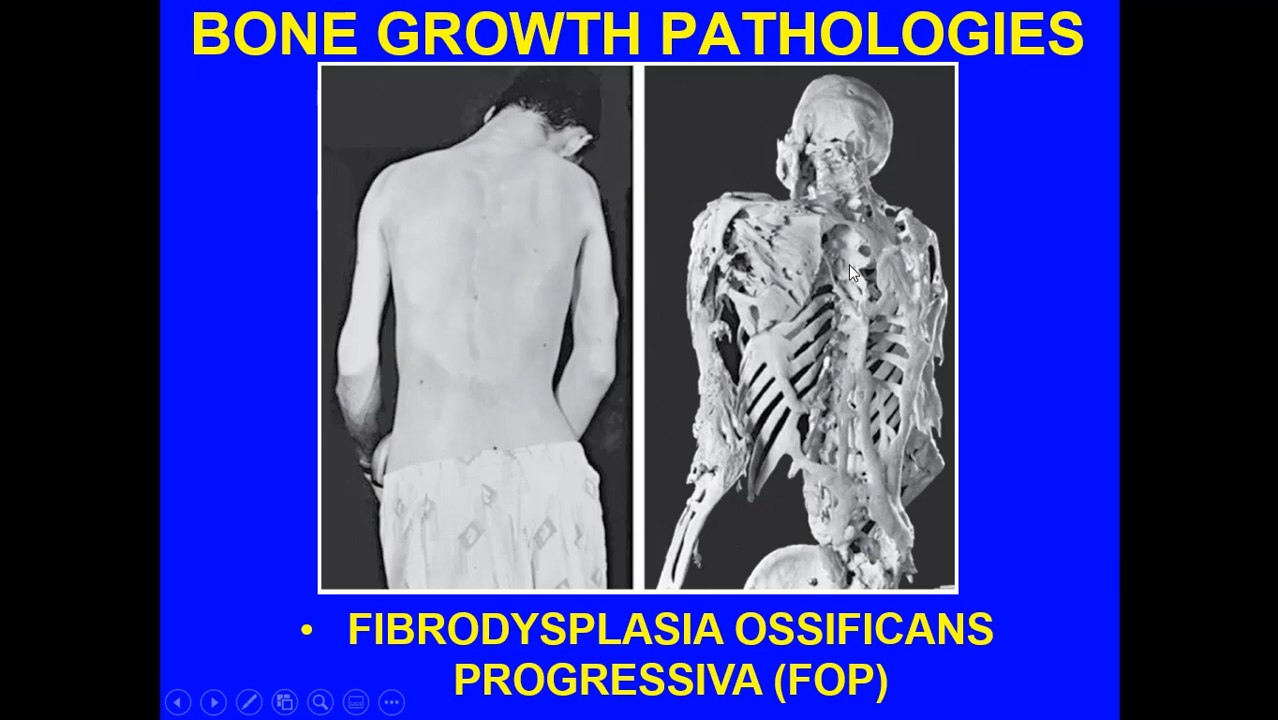 BONE GROWTH PATHOLOGIES
• FIBRODYSPLASIA OSSIFICANS
PROGRESSIVA (FOP)